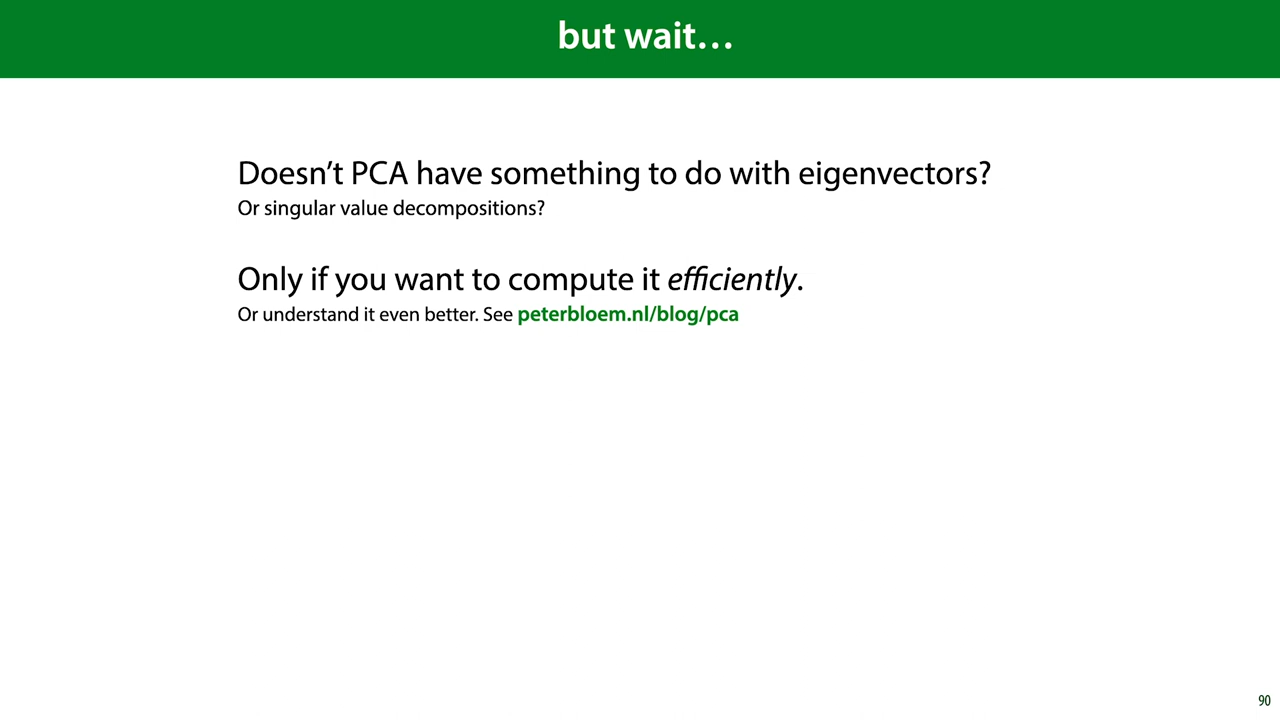 but wait…
Doesn’t PCA have something to do with eigenvectors?
Or singular value decompositions?
Only if you want to compute it efficiently.
Or understand it even better. See peterbloem.nl/blog/pca
90